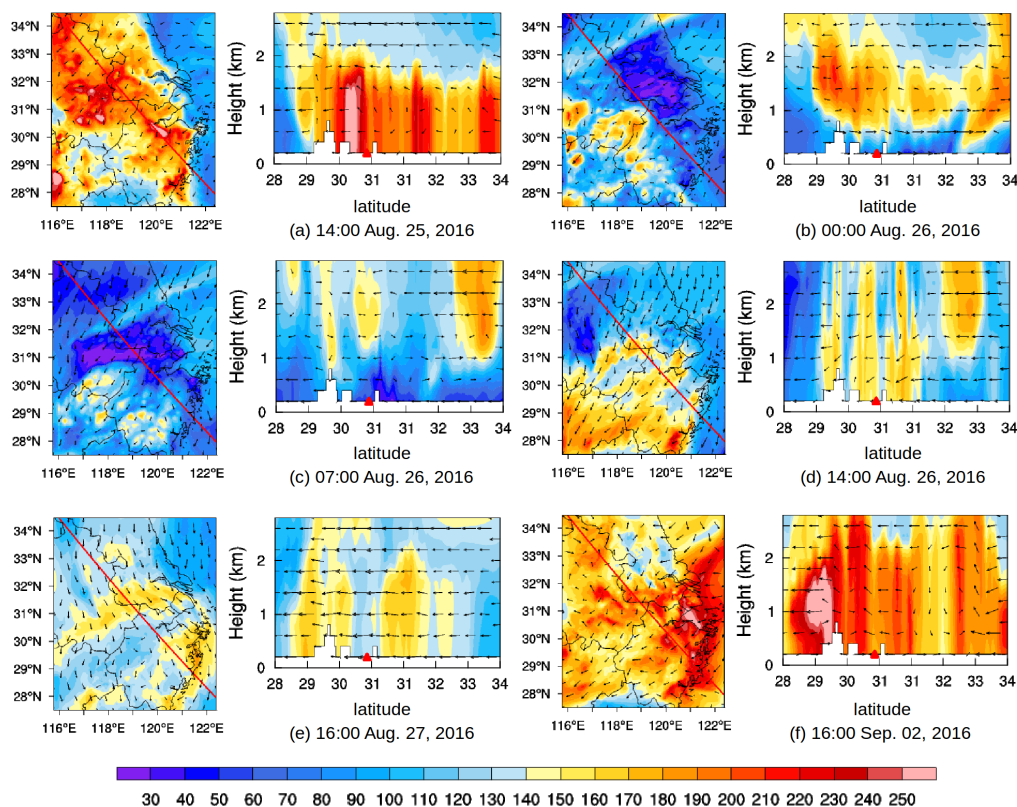 34°N
33°N
32°N
31°N
30°N
29°N
28°N
116°E 118°E 120°E 122°E
Height (km)
2
1
0
28 29 30 31 32 33 34
latitude
(a) 14:00 Aug. 25, 2016
34°N
33°N
32°N
31°N
30°N
29°N
28°N
116°E 118°E 120°E 122°E
Height (km)
2
1
0
28 29 30 31 32 33 34
latitude
(b) 00:00 Aug. 26, 2016
34°N
33°N
32°N
31°N
30°N
29°N
28°N
116°E 118°E 120°E 122°E
Height (km)
2
1
0
28 29 30 31 32 33 34
latitude
(c) 07:00 Aug. 26, 2016
34°N
33°N
32°N
31°N
30°N
29°N
28°N
116°E 118°E 120°E 122°E
Height (km)
2
1
0
28 29 30 31 32 33 34
latitude
(d) 14:00 Aug. 26, 2016
34°N
33°N
32°N
31°N
30°N
29°N
28°N
116°E 118°E 120°E 122°E
Height (km)
2
1
0
28 29 30 31 32 33 34
latitude
(e) 16:00 Aug. 27, 2016
34°N
33°N
32°N
31°N
30°N
29°N
28°N
116°E 118°E 120°E 122°E
Height (km)
2
1
0
28 29 30 31 32 33 34
latitude
(f) 16:00 Sep. 02, 2016
30 40 50 60 70 80 90 100 110 120 130 140 150 160 170 180 190 200 210 220 230 240 250